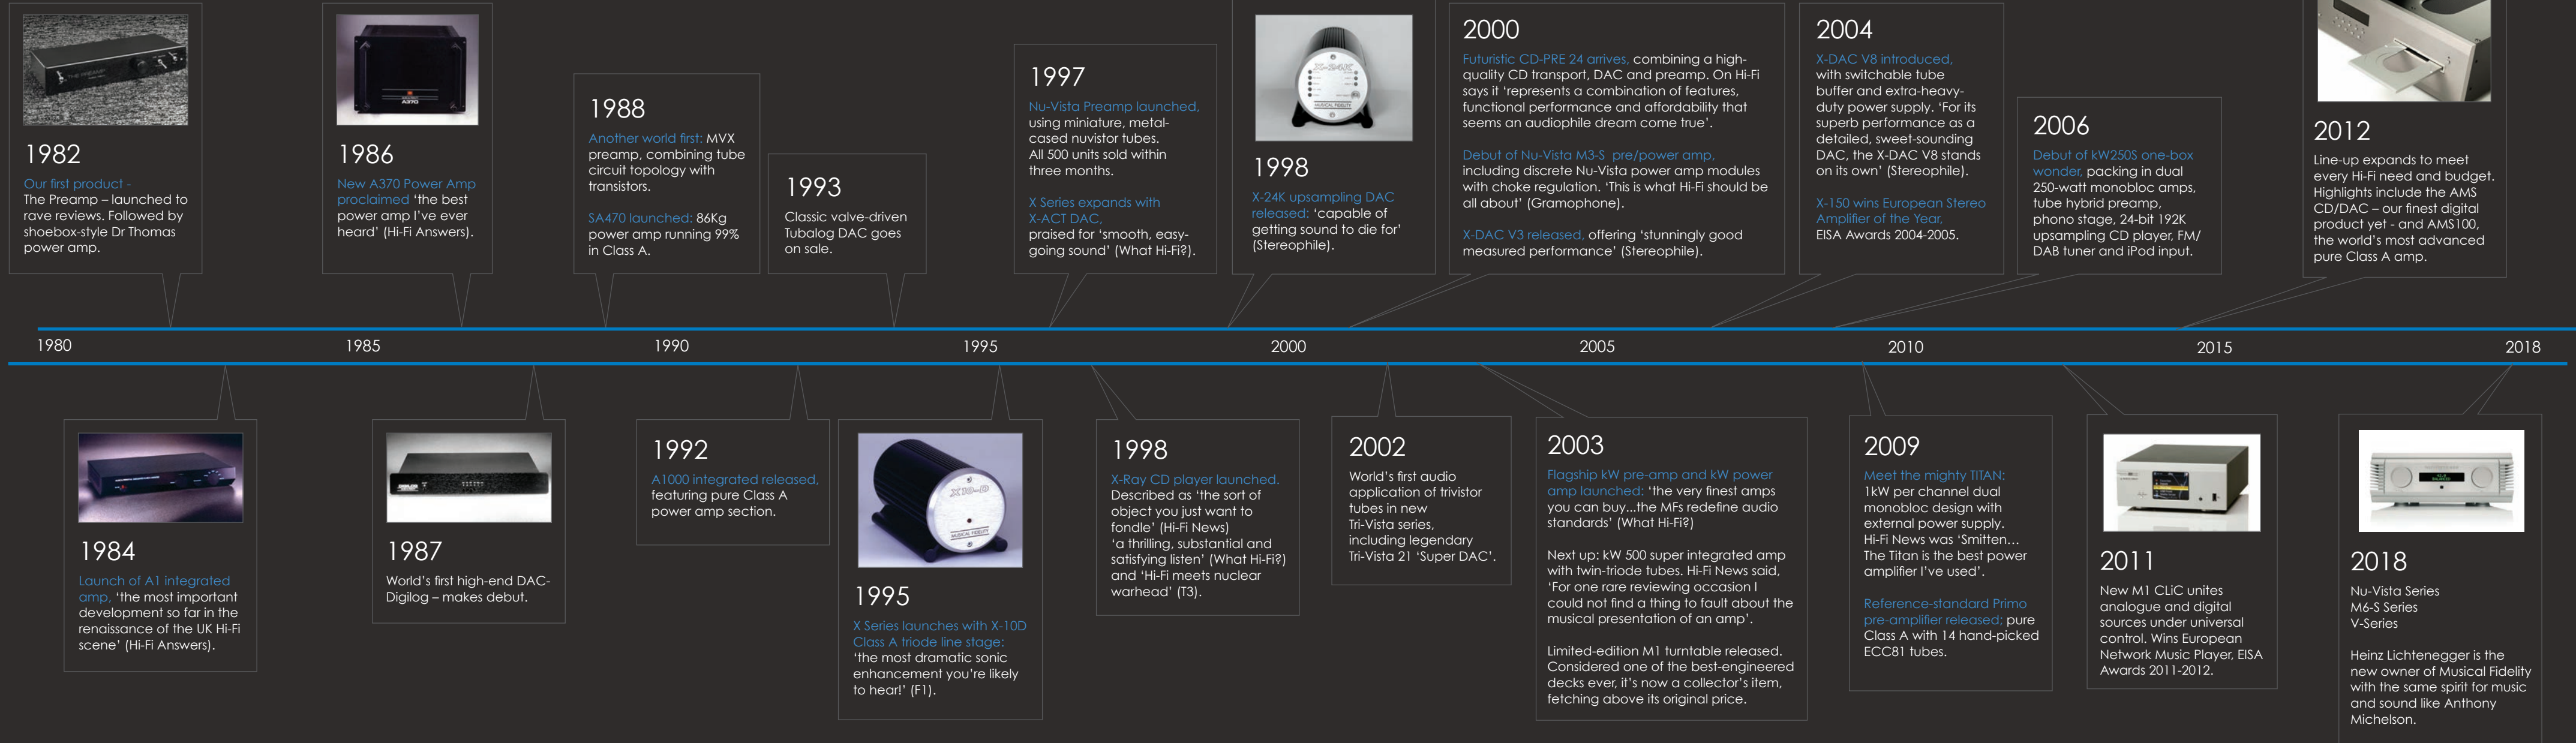 1982
Our first product -
The Preamp – launched to
rave reviews. Followed by
shoebox-style Dr Thomas
power amp.
A370
1986
New A370 Power Amp
proclaimed ‘the best
power amp I’ve ever
heard’ (Hi-Fi Answers).
1988
Another world first: MVX
preamp, combining tube
circuit topology with
transistors.
SA470 launched: 86Kg
power amp running 99%
in Class A.
1993
Classic valve-driven
Tubalog DAC goes
on sale.
1997
Nu-Vista Preamp launched,
using miniature, metal-
cased nuvistor tubes.
All 500 units sold within
three months.
X Series expands with
X-ACT DAC,
praised for ‘smooth, easy-
going sound’ (What Hi-Fi?).
X-24K
MUSICAL FIDELITY
1998
X-24K upsampling DAC
released: ‘capable of
getting sound to die for’
(Stereophile).
2000
Futuristic CD-PRE 24 arrives, combining a high-
quality CD transport, DAC and preamp. On Hi-Fi
says it ‘represents a combination of features,
functional performance and affordability that
seems an audiophile dream come true’.
Debut of Nu-Vista M3-S pre/power amp,
including discrete Nu-Vista power amp modules
with choke regulation. ‘This is what Hi-Fi should be
all about’ (Gramophone).
X-DAC V3 released, offering ‘stunningly good
measured performance’ (Stereophile).
2004
X-DAC V8 introduced,
with switchable tube
buffer and extra-heavy-
duty power supply. ‘For its
superb performance as a
detailed, sweet-sounding
DAC, the X-DAC V8 stands
on its own’ (Stereophile).
X-150 wins European Stereo
Amplifier of the Year,
EISA Awards 2004-2005.
2006
Debut of kW250S one-box
wonder, packing in dual
250-watt monobloc amps,
tube hybrid preamp,
phono stage, 24-bit 192K
upsampling CD player, FM/
DAB tuner and iPod input.
2012
Line-up expands to meet
every Hi-Fi need and budget.
Highlights include the AMS
CD/DAC – our finest digital
product yet - and AMS100,
the world’s most advanced
pure Class A amp.
1980 1985 1990 1995 2000 2005 2010 2015 2018
1984
Launch of A1 integrated
amp, ‘the most important
development so far in the
renaissance of the UK Hi-Fi
scene’ (Hi-Fi Answers).
1987
World’s first high-end DAC-
Digilog – makes debut.
1992
A1000 integrated released,
featuring pure Class A
power amp section.
X10-D
MUSICAL FIDELITY
1995
X Series launches with X-10D
Class A triode line stage:
‘the most dramatic sonic
enhancement you’re likely
to hear!’ (F1).
1998
X-Ray CD player launched.
Described as ‘the sort of
object you just want to
fondle’ (Hi-Fi News)
‘a thrilling, substantial and
satisfying listen’ (What Hi-Fi?)
and ‘Hi-Fi meets nuclear
warhead’ (T3).
2002
World’s first audio
application of trivistor
tubes in new
Tri-Vista series,
including legendary
Tri-Vista 21 ‘Super DAC’.
2003
Flagship kW pre-amp and kW power
amp launched: ‘the very finest amps
you can buy...the MFs redefine audio
standards’ (What Hi-Fi?)
Next up: kW 500 super integrated amp
with twin-triode tubes. Hi-Fi News said,
‘For one rare reviewing occasion I
could not find a thing to fault about the
musical presentation of an amp’.
Limited-edition M1 turntable released.
Considered one of the best-engineered
decks ever, it’s now a collector’s item,
fetching above its original price.
2009
Meet the mighty TITAN:
1kW per channel dual
monobloc design with
external power supply.
Hi-Fi News was ‘Smitten...
The Titan is the best power
amplifier I’ve used’.
Reference-standard Primo
pre-amplifier released; pure
Class A with 14 hand-picked
ECC81 tubes.
2011
New M1 CLiC unites
analogue and digital
sources under universal
control. Wins European
Network Music Player, EISA
Awards 2011-2012.
2018
Nu-Vista Series
M6-S Series
V-Series
Heinz Lichtenegger is the
new owner of Musical Fidelity
with the same spirit for music
and sound like Anthony
Michelson.